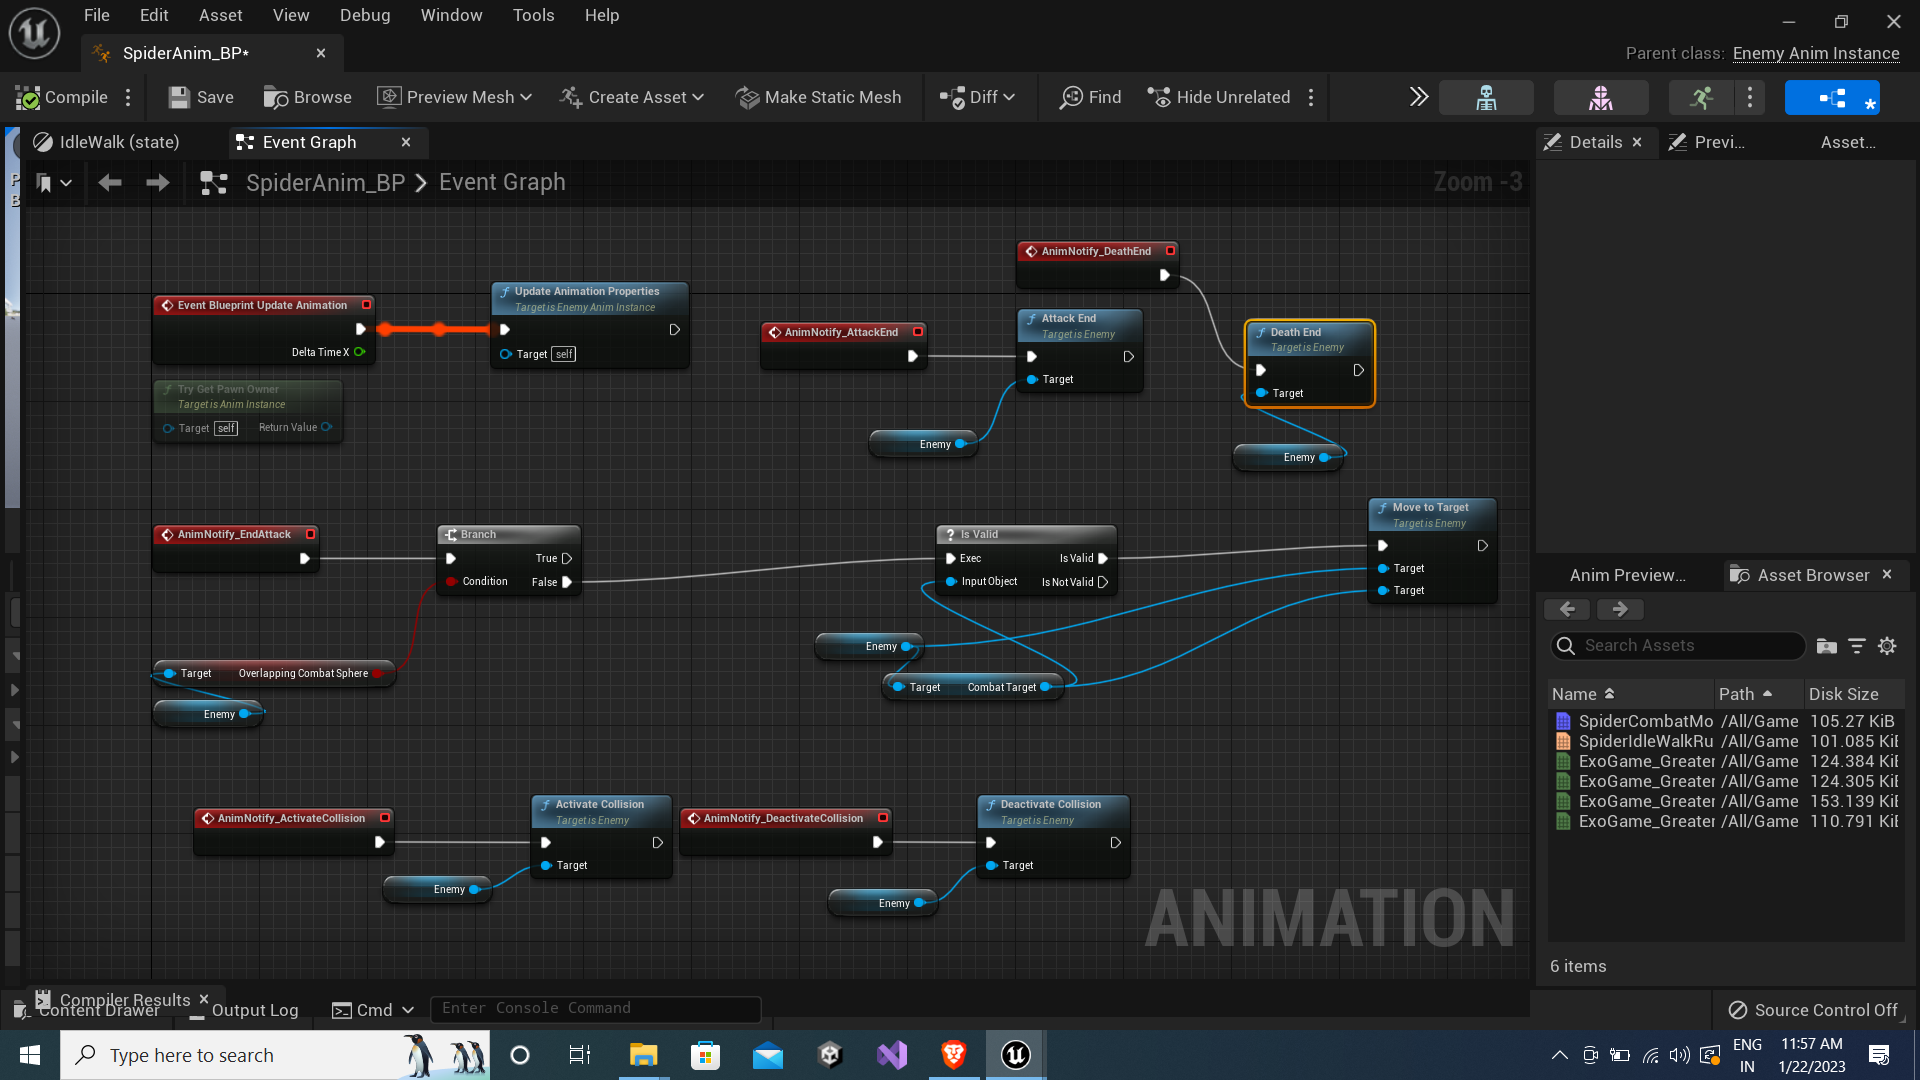 File Edit Asset View Debug Window Tools Help
SpiderAnim_BP*
Parent class: Enemy Anim Instance
Compile Save Browse Preview Mesh Create Asset Make Static Mesh Diff Find Hide Unrelated
IdleWalk (state) Event Graph
Details Previ... Asset...
SpiderAnim_BP Event Graph
Zoom -3
AnimNotify_DeathEnd
Event Blueprint Update Animation
Delta Time X
Update Animation Properties
Target is Enemy Anim Instance
Target self
AnimNotify_AttackEnd
Attack End
Target is Enemy
Target
Death End
Target is Enemy
Target
Try Get Pawn Owner
Target is Anim Instance
Target self Return Value
Enemy
Enemy
AnimNotify_EndAttack
Branch
True
Condition False
Is Valid
Exec Is Valid
Input Object Is Not Valid
Move to Target
Target is Enemy
Target
Target
Enemy
Target Overlapping Combat Sphere
Target Combat Target
Enemy
AnimNotify_ActivateCollision
Activate Collision
Target is Enemy
Target
Enemy
AnimNotify_DeactivateCollision
Deactivate Collision
Target is Enemy
Target
Enemy
ANIMATION
Anim Preview... Asset Browser
Search Assets
Name Path Disk Size
SpiderCombatMo /All/Game 105.27 KiB
SpiderIdleWalkRu /All/Game 101.085 KiB
ExoGame_Greater /All/Game 124.384 KiB
ExoGame_Greater /All/Game 124.305 KiB
ExoGame_Greater /All/Game 153.139 KiB
ExoGame_Greater /All/Game 110.791 KiB
6 items
Compiler Results
Content Drawer Output Log Cmd Enter Console Command
Source Control Off
Type here to search
ENG
IN
11:57 AM
1/22/2023